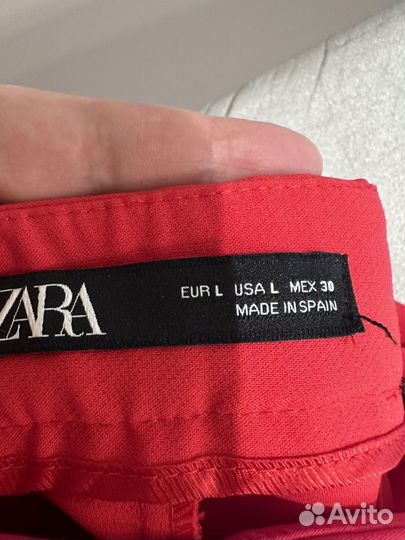 ZARA
EUR L USA L MEX 30
MADE IN SPAIN
Avito